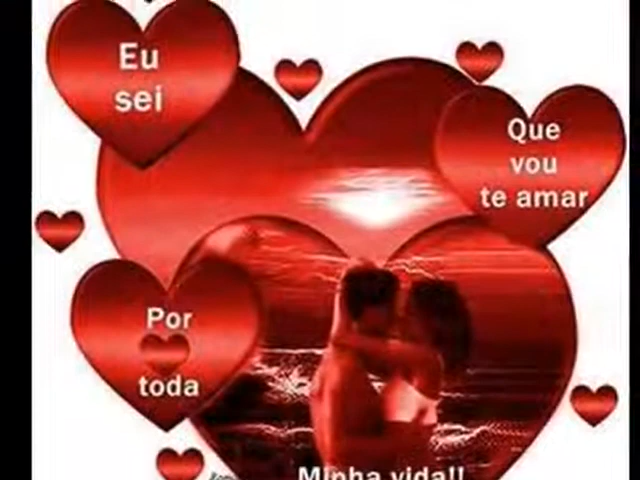 Eu
sei
Que
vou
te amar
Por
toda
Minha vida!!